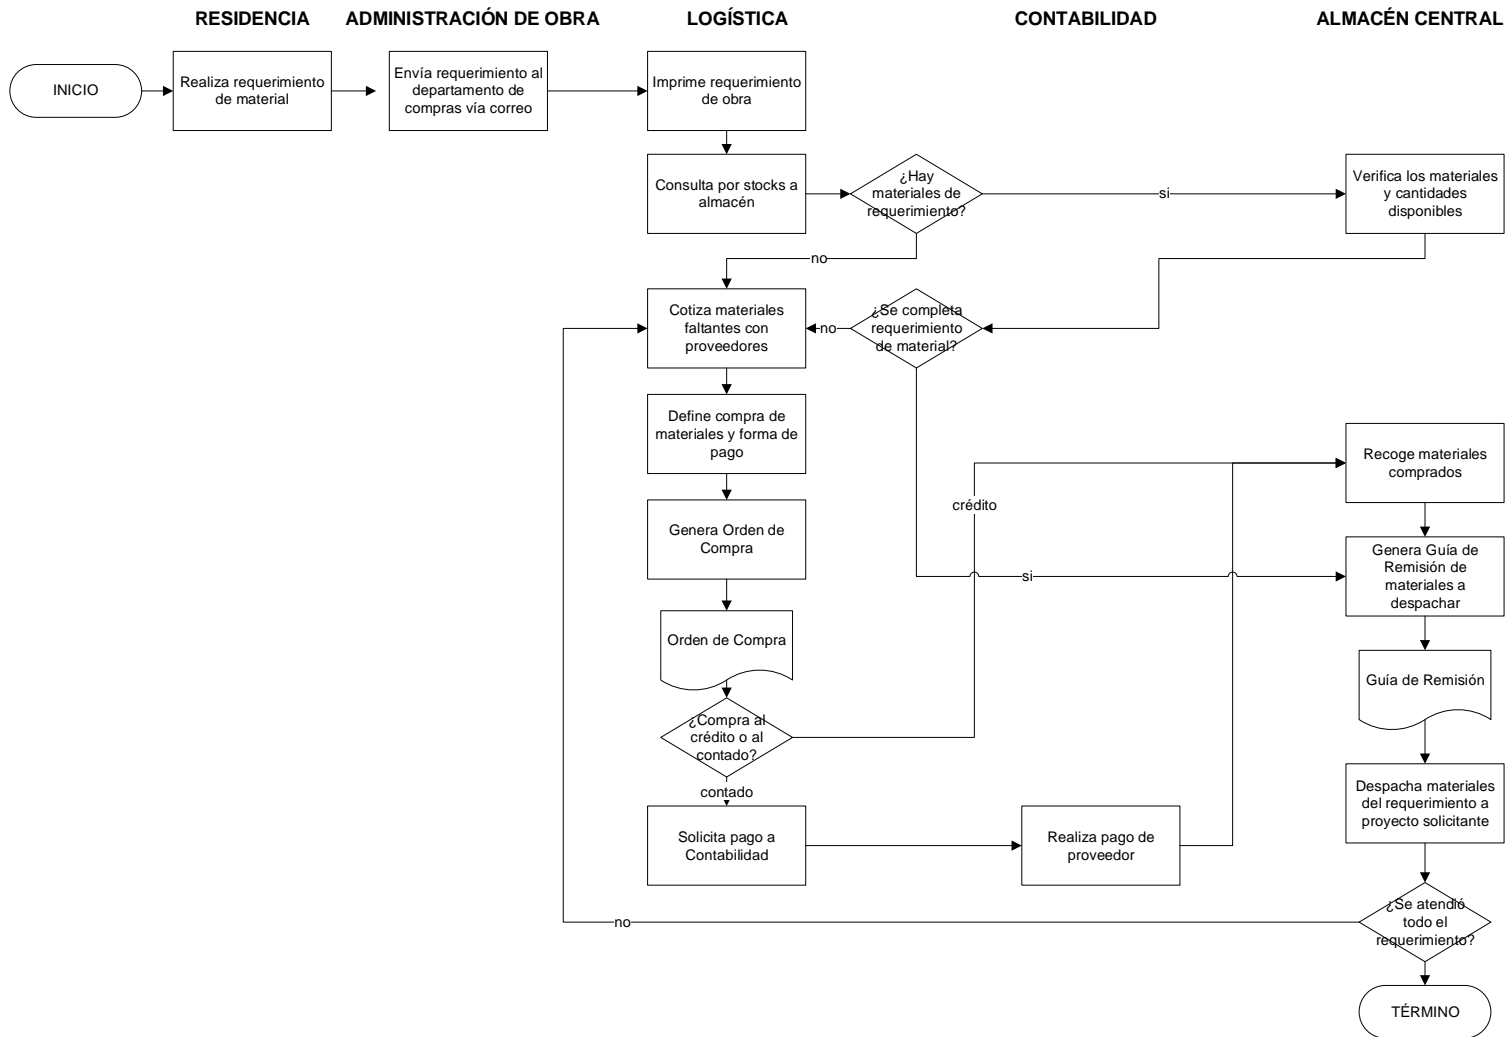 RESIDENCIA
ADMINISTRACIÓN DE OBRA
LOGÍSTICA
CONTABILIDAD
ALMACÉN CENTRAL
INICIO
Realiza requerimiento
de material
Envía requerimiento al
departamento de
compras vía correo
Imprime requerimiento
de obra
Consulta por stocks a
almacén
¿Hay
materiales de
requerimiento?
si
Verifica los materiales
y cantidades
disponibles
no
Cotiza materiales
faltantes con
proveedores
no
¿Se completa
requerimiento
de material?
Define compra de
materiales y forma de
pago
Recoge materiales
comprados
crédito
Genera Orden de
Compra
si
Genera Guía de
Remisión de
materiales a
despachar
Orden de Compra
Guía de Remisión
¿Compra al
crédito o al
contado?
contado
Despacha materiales
del requerimiento a
proyecto solicitante
Solicita pago a
Contabilidad
Realiza pago de
proveedor
no
¿Se atendió
todo el
requerimiento?
TÉRMINO